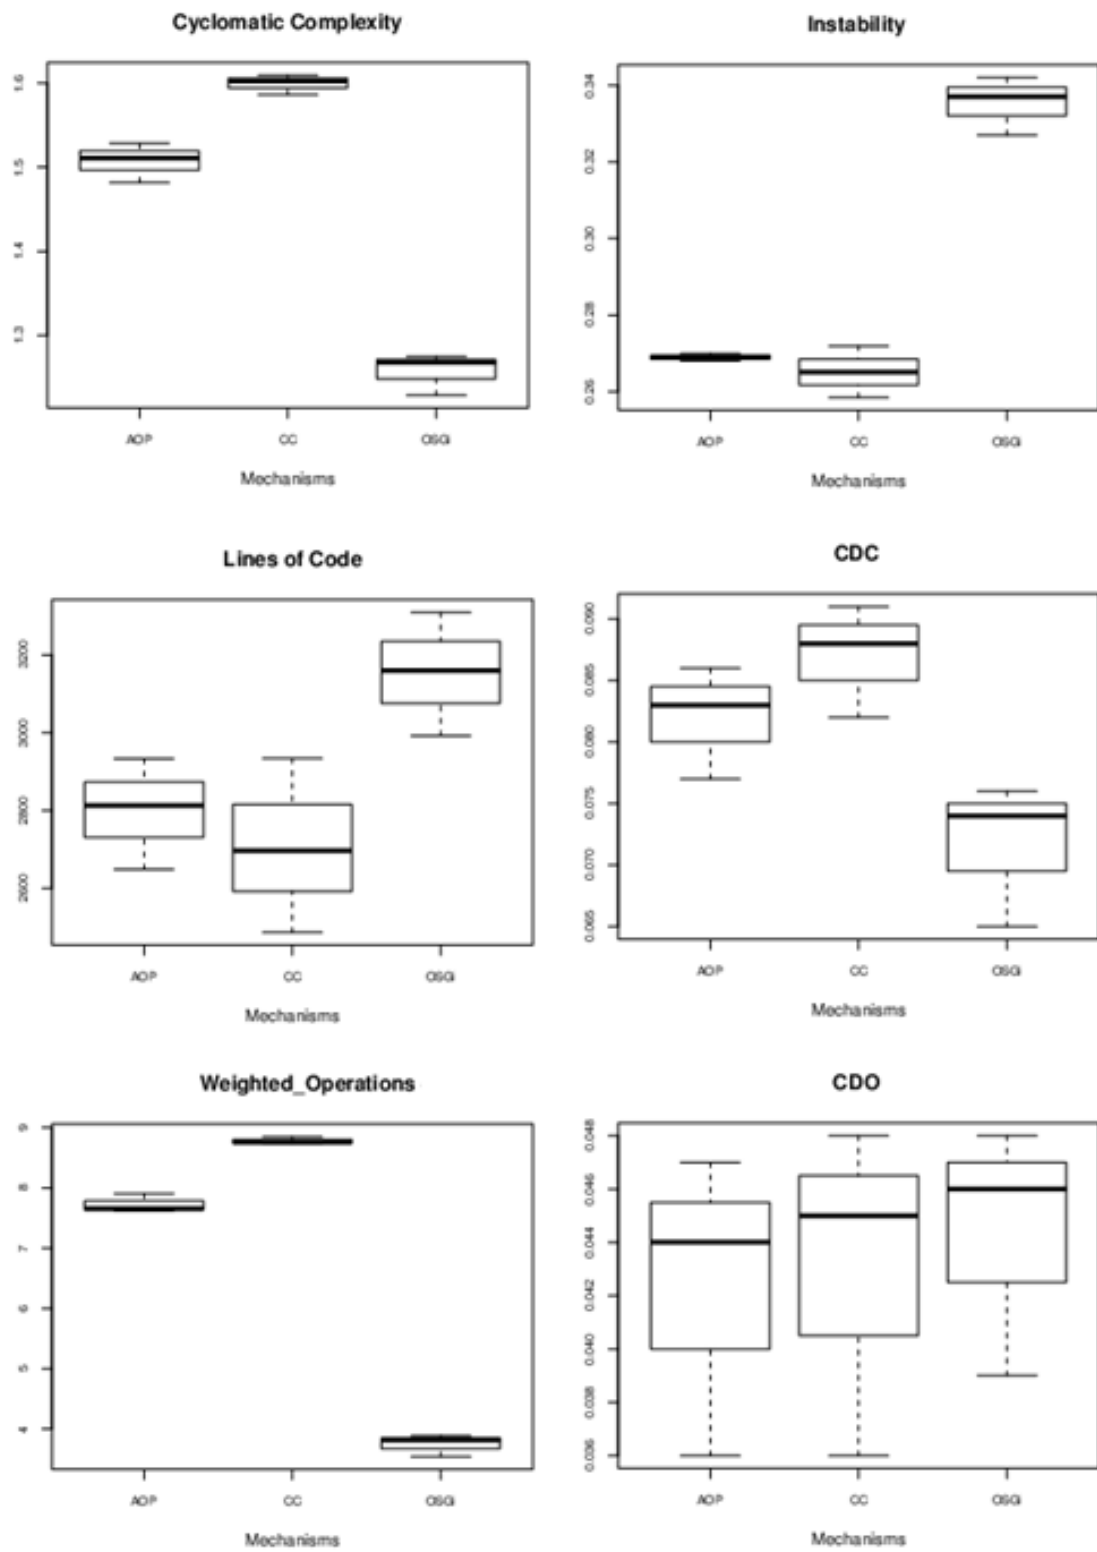 Cyclomatic Complexity
1.6
1.5
1.4
1.3
AOP CC OSGi
Mechanisms
Instability
0.34
0.32
0.30
0.28
0.26
AOP CC OSGi
Mechanisms
Lines of Code
3200
3000
2800
2600
AOP CC OSGi
Mechanisms
CDC
0.090
0.085
0.080
0.075
0.070
0.065
AOP CC OSGi
Mechanisms
Weighted_Operations
9
8
7
6
5
4
AOP CC OSGi
Mechanisms
CDO
0.048
0.046
0.044
0.042
0.040
0.038
0.036
AOP CC OSGi
Mechanisms